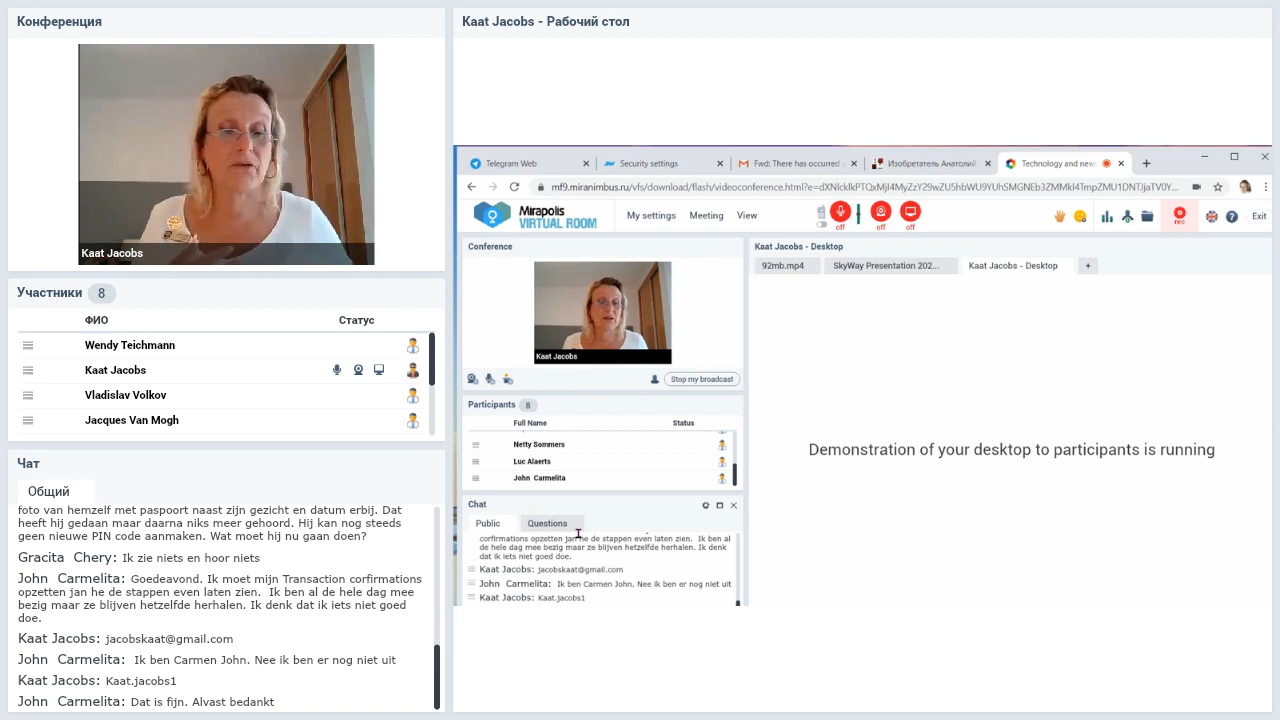 Конференция
Kaat Jacobs
Участники 8
ФИО Статус
Wendy Teichmann
Kaat Jacobs
Vladislav Volkov
Jacques Van Mogh
Чат
Общий
foto van hemzelf met paspoort naast zijn gezicht en datum erbij. Dat
heeft hij gedaan maar daarna niks meer gehoord. Hij kan nog steeds
geen nieuwe PIN code aanmaken. Wat moet hij nu gaan doen?
Gracita Chery: Ik zie niets en hoor niets
John Carmelita: Goedeavond. Ik moet mijn Transaction corfirmations
opzetten jan he de stappen even laten zien. Ik ben al de hele dag mee
bezig maar ze blijven hetzelfde herhalen. Ik denk dat ik iets niet goed
doe.
Kaat Jacobs: jacobskaat@gmail.com
John Carmelita: Ik ben Carmen John. Nee ik ben er nog niet uit
Kaat Jacobs: Kaat.jacobs1
John Carmelita: Dat is fijn. Alvast bedankt
Kaat Jacobs - Рабочий стол
Telegram Web
Security settings
Fwd: There has occurred
Изобретатель Анатолий
Technology and new
Mirapolis
VIRTUAL ROOM
My settings Meeting View
off off off
REC
Exit
Conference
Kaat Jacobs
Stop my broadcast
Participants 8
Full Name Status
Netty Sommers
Luc Alaerts
John Carmelita
Chat
Public Questions
corfirmations opzetten jan he de stappen even laten zien. Ik ben al
de hele dag mee bezig maar ze blijven hetzelfde herhalen. Ik denk
dat ik iets niet goed doe.
Kaat Jacobs: jacobskaat@gmail.com
John Carmelita: Ik ben Carmen John. Nee ik ben er nog niet uit
Kaat Jacobs: Kaat.jacobs1
Kaat Jacobs - Desktop
92mb.mp4 SkyWay Presentation 202... Kaat Jacobs - Desktop +
Demonstration of your desktop to participants is running